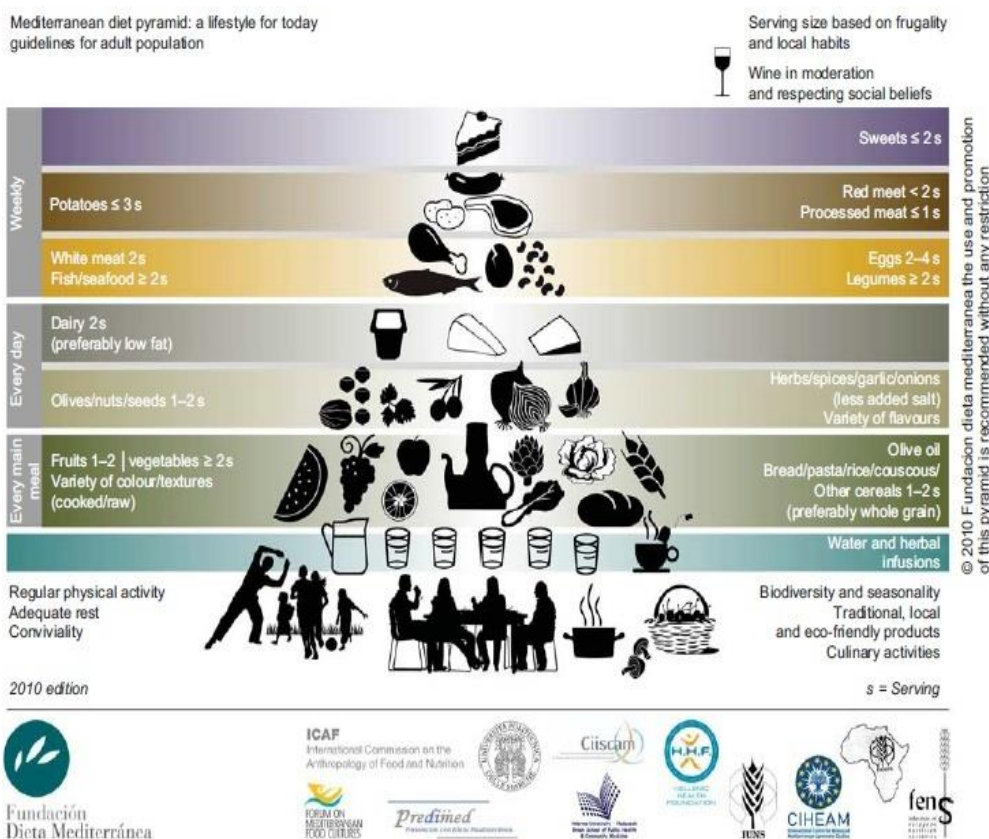 Mediterranean diet pyramid: a lifestyle for today
guidelines for adult population
Serving size based on frugality
and local habits
Wine in moderation
and respecting social beliefs
Weekly
Sweets ≤ 2 s
Potatoes ≤ 3 s
Red meet < 2 s
Processed meat ≤ 1 s
White meat 2s
Fish/seafood ≥ 2s
Eggs 2–4 s
Legumes ≥ 2 s
Every day
Dairy 2s
(preferably low fat)
Olives/nuts/seeds 1–2 s
Herbs/spices/garlic/onions
(less added salt)
Variety of flavours
Every main
meal
Fruits 1–2 | vegetables ≥ 2s
Variety of colour/textures
(cooked/raw)
Olive oil
Bread/pasta/rice/couscous/
Other cereals 1–2 s
(preferably whole grain)
Water and herbal
infusions
Regular physical activity
Adequate rest
Conviviality
Biodiversity and seasonality
Traditional, local
and eco-friendly products
Culinary activities
2010 edition
s = Serving
© 2010 Fundacion dieta mediterranea the use and promotion
of this pyramid is recommended without any restriction
Fundación
Dieta Mediterránea
ICAF
International Commission on the
Anthropology of Food and Nutrition
FORUM ON
MEDITERRANEAN
FOOD CULTURES
Predimed
Ciiscam
H.H.F.
HELLENIC
HEALTH
FOUNDATION
IUNS
CIHEAM
fens